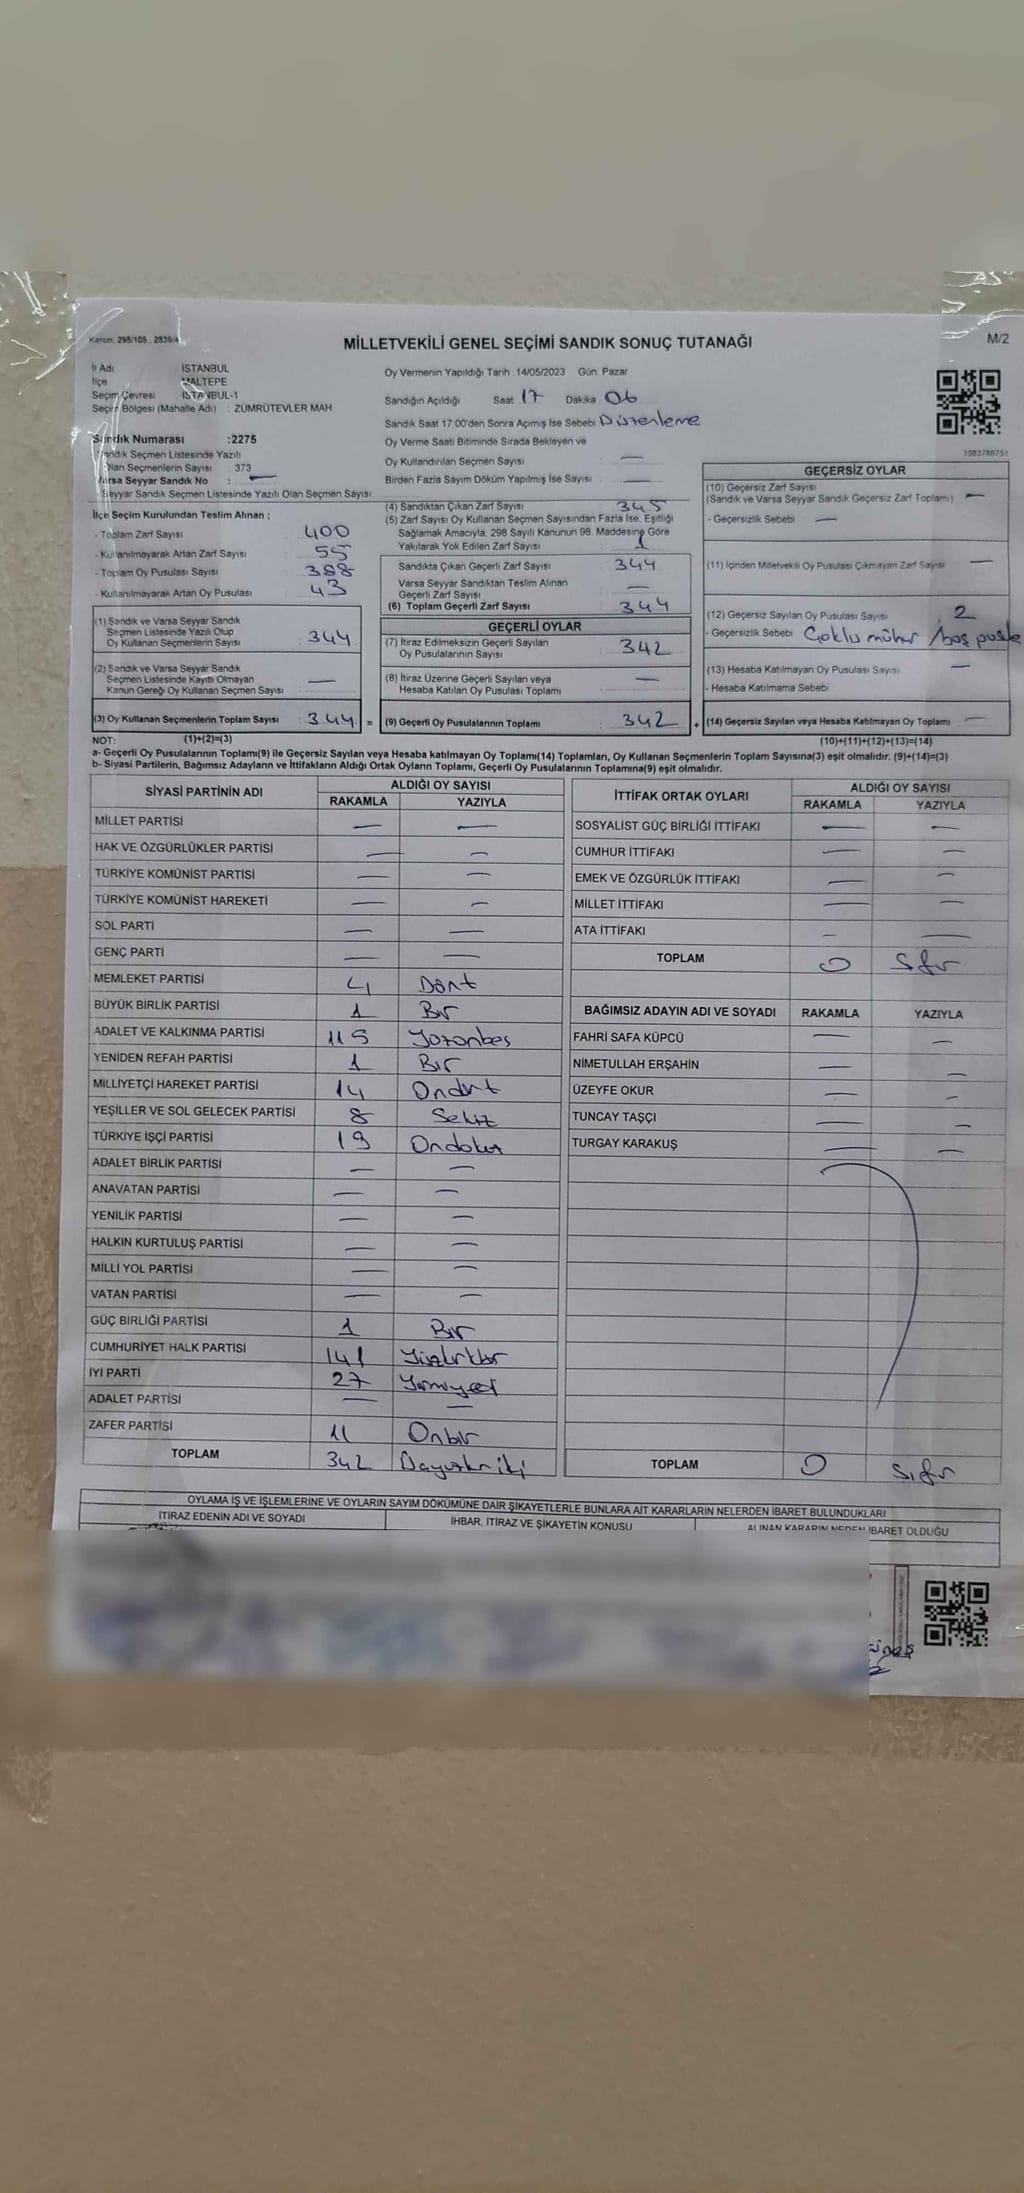 Kanun: 298/105, 2839/4
MİLLETVEKİLİ GENEL SEÇİMİ SANDIK SONUÇ TUTANAĞI
M/2
İl Adı İSTANBUL
İlçe MALTEPE
Seçim Çevresi İSTANBUL-1
Seçim Bölgesi (Mahalle Adı) : ZÜMRÜTEVLER MAH.
Oy Vermenin Yapıldığı Tarih : 14/05/2023 Gün: Pazar
Sandığın Açıldığı Saat 17 Dakika 06
Sandık Saat 17:00'den Sonra Açılmış İse Sebebi Düzenleme
Oy Verme Saati Bitiminde Sırada Bekleyen ve
Oy Kullandırılan Seçmen Sayısı —
Birden Fazla Sayım Döküm Yapılmış İse Sayısı —
Sandık Numarası :2275
Sandık Seçmen Listesinde Yazılı
Olan Seçmenlerin Sayısı : 373
Varsa Seyyar Sandık No : —
Seyyar Sandık Seçmen Listesinde Yazılı Olan Seçmen Sayısı
İlçe Seçim Kurulundan Teslim Alınan ;
- Toplam Zarf Sayısı : 400
- Kullanılmayarak Artan Zarf Sayısı : 55
- Toplam Oy Pusulası Sayısı : 388
- Kullanılmayarak Artan Oy Pusulası : 43
(1) Sandık ve Varsa Seyyar Sandık
Seçmen Listesinde Yazılı Olup
Oy Kullanan Seçmenlerin Sayısı : 344
(2) Sandık ve Varsa Seyyar Sandık
Seçmen Listesinde Kayıtlı Olmayan
Kanun Gereği Oy Kullanan Seçmen Sayısı —
(3) Oy Kullanan Seçmenlerin Toplam Sayısı : 344 =
(4) Sandıktan Çıkan Zarf Sayısı : 345
(5) Zarf Sayısı Oy Kullanan Seçmen Sayısından Fazla İse, Eşitliği
Sağlamak Amacıyla; 298 Sayılı Kanunun 98. Maddesine Göre
Yakılarak Yok Edilen Zarf Sayısı 1
Sandıkta Çıkan Geçerli Zarf Sayısı : 344
Varsa Seyyar Sandıktan Teslim Alınan
Geçerli Zarf Sayısı —
(6) Toplam Geçerli Zarf Sayısı : 344
GEÇERLİ OYLAR
(7) İtiraz Edilmeksizin Geçerli Sayılan
Oy Pusulalarının Sayısı : 342
(8) İtiraz Üzerine Geçerli Sayılan veya
Hesaba Katılan Oy Pusulası Toplamı —
(9) Geçerli Oy Pusulalarının Toplamı : 342 +
1083786751
GEÇERSİZ OYLAR
(10) Geçersiz Zarf Sayısı
(Sandık ve Varsa Seyyar Sandık Geçersiz Zarf Toplamı) —
- Geçersizlik Sebebi —
(11) İçinden Milletvekili Oy Pusulası Çıkmayan Zarf Sayısı —
(12) Geçersiz Sayılan Oy Pusulası Sayısı 2
- Geçersizlik Sebebi Çoklu mühür / boş pusula
(13) Hesaba Katılmayan Oy Pusulası Sayısı —
- Hesaba Katılmama Sebebi
(14) Geçersiz Sayılan veya Hesaba Katılmayan Oy Toplamı —
NOT: (1)+(2)=(3)
(10)+(11)+(12)+(13)=(14)
a- Geçerli Oy Pusulalarının Toplamı(9) ile Geçersiz Sayılan veya Hesaba katılmayan Oy Toplamı(14) Toplamları, Oy Kullanan Seçmenlerin Toplam Sayısına(3) eşit olmalıdır. (9)+(14)=(3)
b- Siyasi Partilerin, Bağımsız Adayların ve İttifakların Aldığı Ortak Oyların Toplamı, Geçerli Oy Pusulalarının Toplamına(9) eşit olmalıdır.
SİYASİ PARTİNİN ADI ALDIĞI OY SAYISI
RAKAMLA YAZIYLA
MİLLET PARTİSİ — —
HAK VE ÖZGÜRLÜKLER PARTİSİ — —
TÜRKİYE KOMÜNİST PARTİSİ — —
TÜRKİYE KOMÜNİST HAREKETİ — —
SOL PARTİ — —
GENÇ PARTİ — —
MEMLEKET PARTİSİ 4 Dört
BÜYÜK BİRLİK PARTİSİ 1 Bir
ADALET VE KALKINMA PARTİSİ 115 Yüzonbeş
YENİDEN REFAH PARTİSİ 1 Bir
MİLLİYETÇİ HAREKET PARTİSİ 14 Ondört
YEŞİLLER VE SOL GELECEK PARTİSİ 8 Sekiz
TÜRKİYE İŞÇİ PARTİSİ 19 Ondokuz
ADALET BİRLİK PARTİSİ — —
ANAVATAN PARTİSİ — —
YENİLİK PARTİSİ — —
HALKIN KURTULUŞ PARTİSİ — —
MİLLİ YOL PARTİSİ — —
VATAN PARTİSİ — —
GÜÇ BİRLİĞİ PARTİSİ 1 Bir
CUMHURİYET HALK PARTİSİ 141 Yüzkırkbir
İYİ PARTİ 27 Yirmiyedi
ADALET PARTİSİ — —
ZAFER PARTİSİ 11 Onbir
TOPLAM 342
İTTİFAK ORTAK OYLARI ALDIĞI OY SAYISI
RAKAMLA YAZIYLA
SOSYALİST GÜÇ BİRLİĞİ İTTİFAKI — —
CUMHUR İTTİFAKI — —
EMEK VE ÖZGÜRLÜK İTTİFAKI — —
MİLLET İTTİFAKI — —
ATA İTTİFAKI — —
TOPLAM 0 Sıfır
BAĞIMSIZ ADAYIN ADI VE SOYADI RAKAMLA YAZIYLA
FAHRİ SAFA KÜPCÜ — —
NİMETULLAH ERŞAHİN — —
ÜZEYFE OKUR — —
TUNCAY TAŞÇI — —
TURGAY KARAKUŞ — —
TOPLAM 0 Sıfır
OYLAMA İŞ VE İŞLEMLERİNE VE OYLARIN SAYIM DÖKÜMÜNE DAİR ŞİKAYETLERLE BUNLARA AİT KARARLARIN NELERDEN İBARET BULUNDUKLARI
İTİRAZ EDENİN ADI VE SOYADI İHBAR, İTİRAZ VE ŞİKAYETİN KONUSU ALINAN KARARIN NEDEN İBARET OLDUĞU